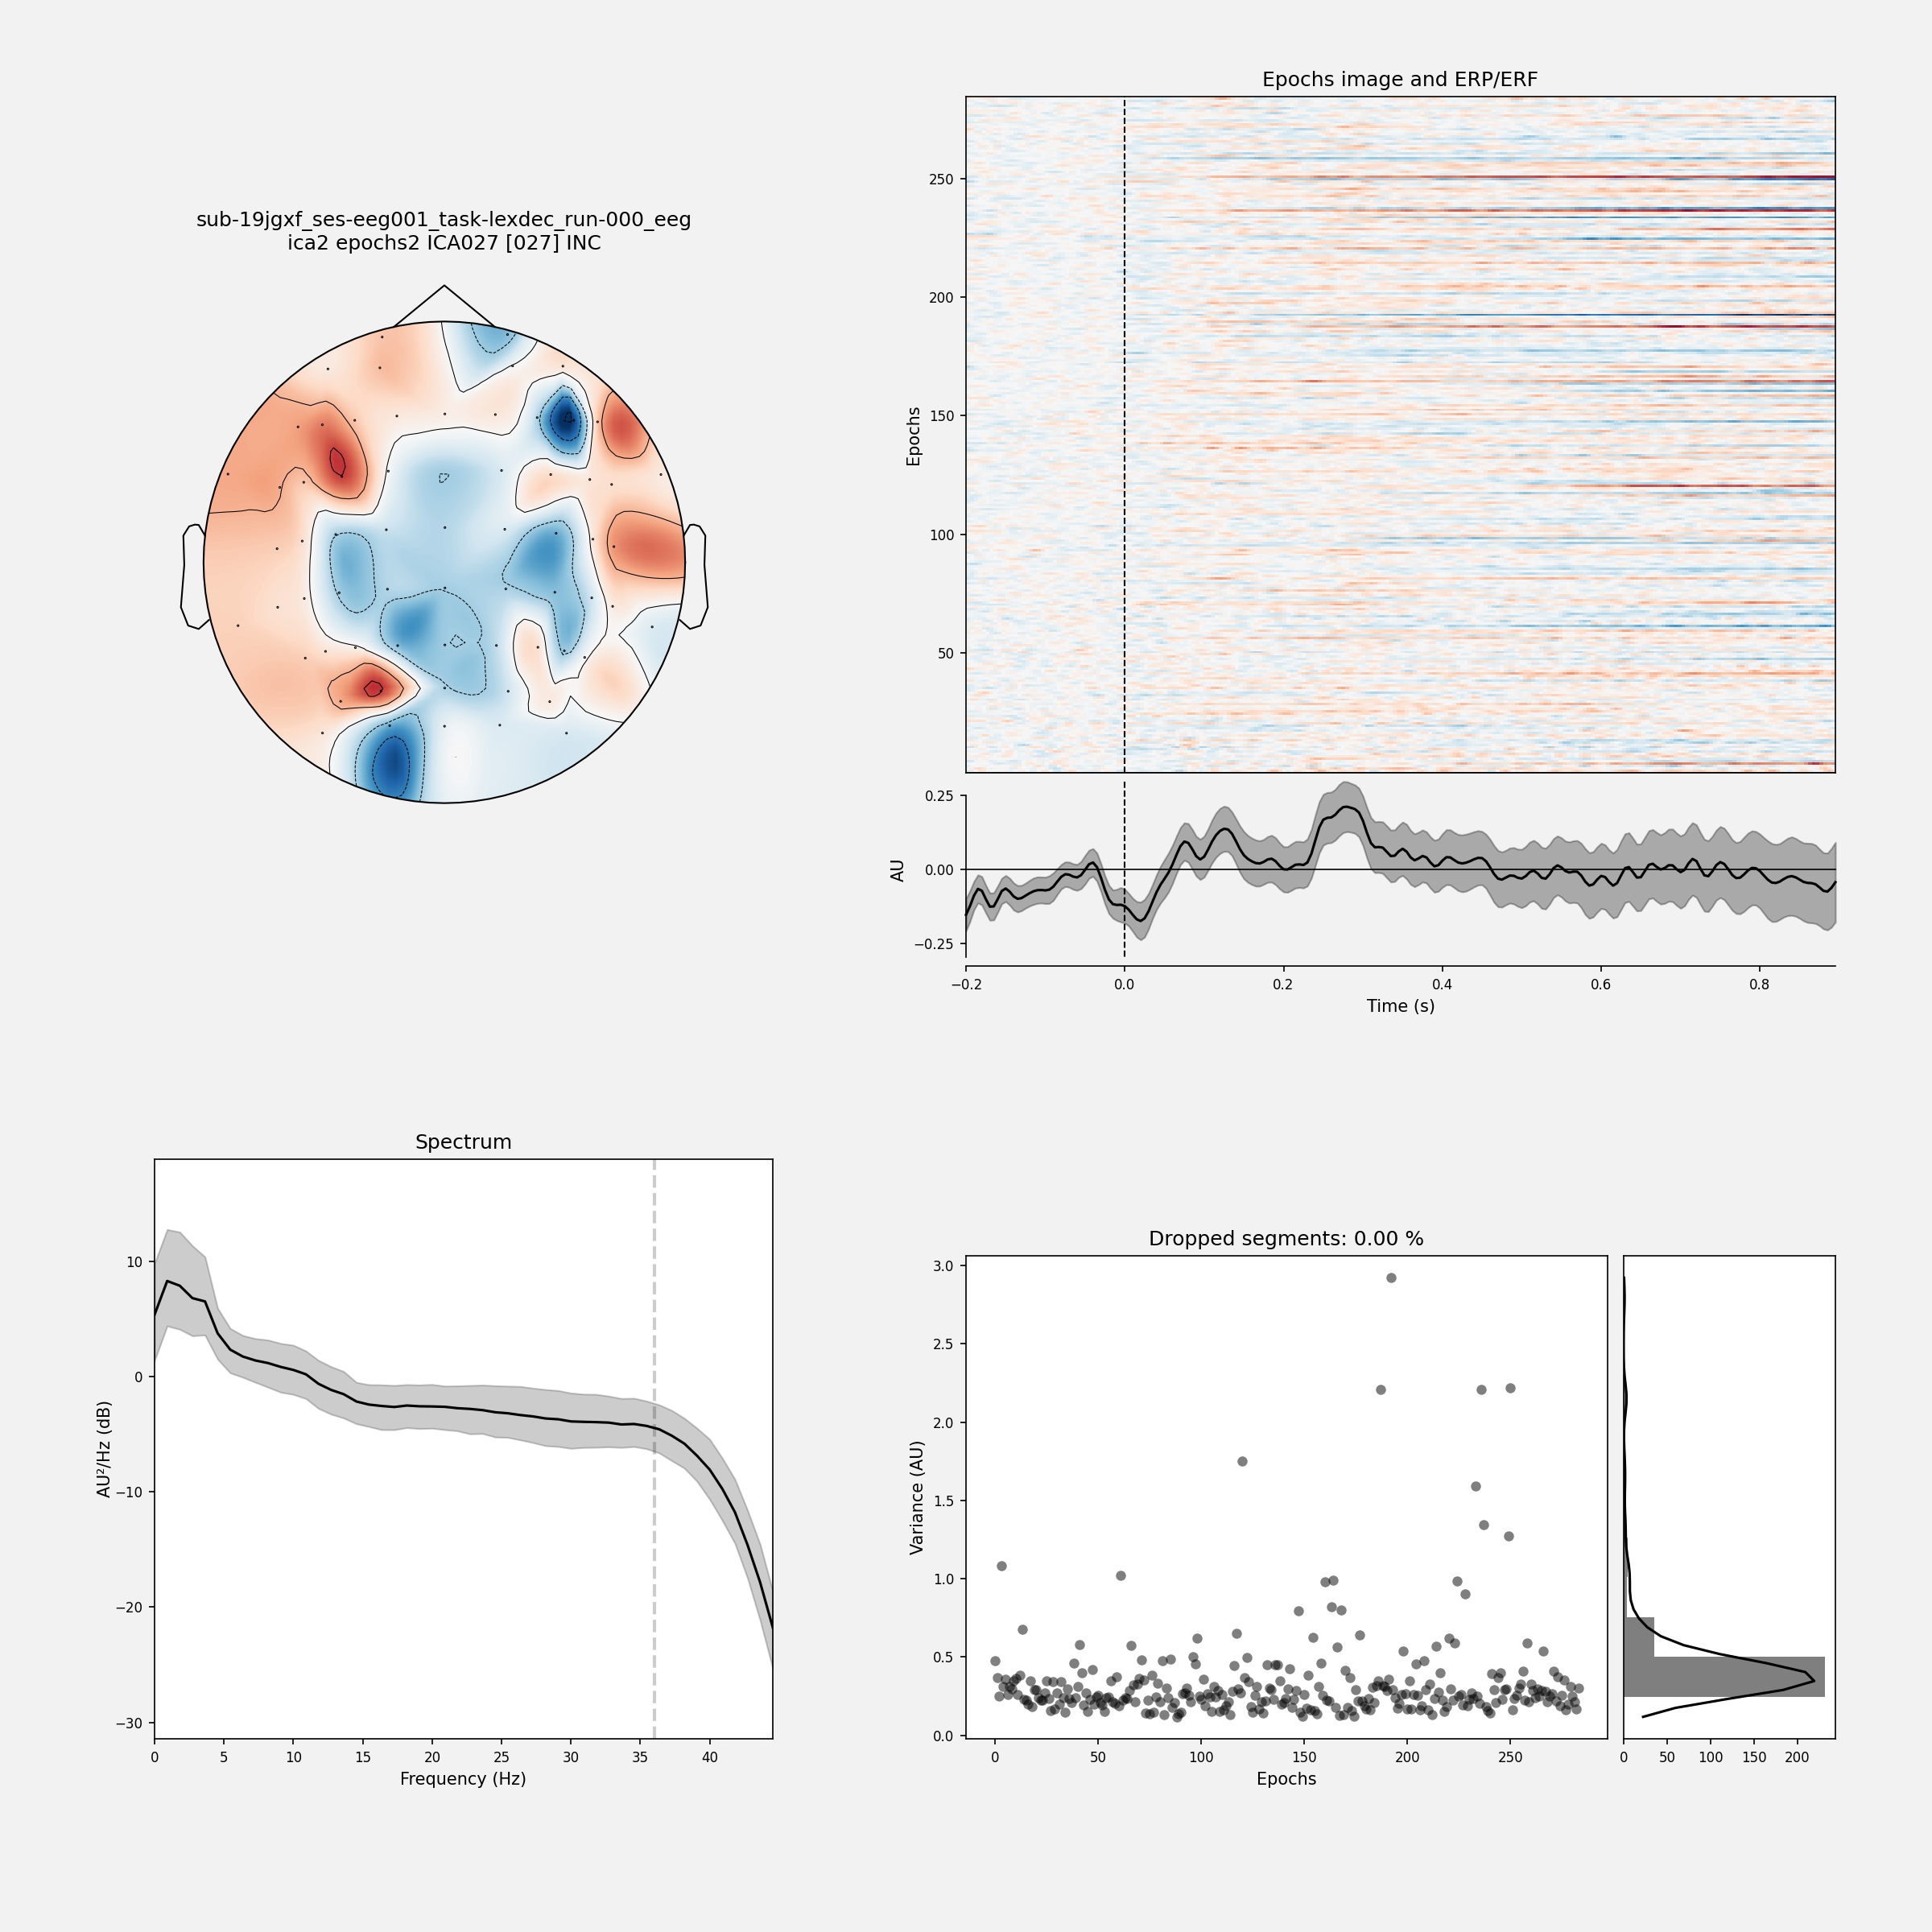 sub-19jgxf_ses-eeg001_task-lexdec_run-000_eeg
ica2 epochs2 ICA027 [027] INC
Epochs image and ERP/ERF
250
200
150
100
50
Epochs
0.25
0.00
−0.25
AU
−0.2 0.0 0.2 0.4 0.6 0.8
Time (s)
Spectrum
10
0
−10
−20
−30
AU²/Hz (dB)
0 5 10 15 20 25 30 35 40
Frequency (Hz)
Dropped segments: 0.00 %
3.0
2.5
2.0
1.5
1.0
0.5
0.0
Variance (AU)
0 50 100 150 200 250
Epochs
0 50 100 150 200